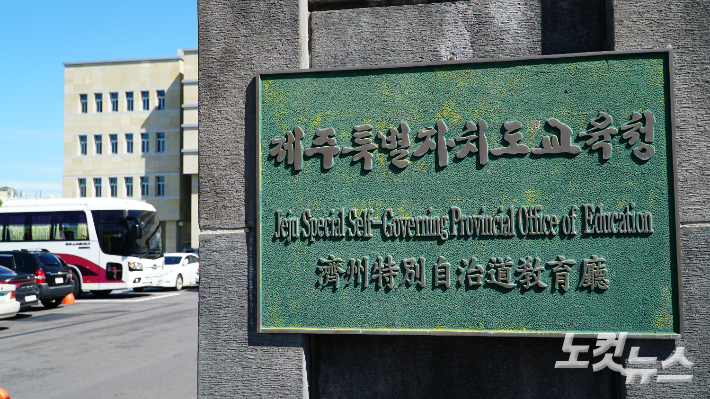 제주특별자치도교육청
Jeju Special Self-Governing Provincial Office of Education
濟州特別自治道敎育廳
노컷뉴스